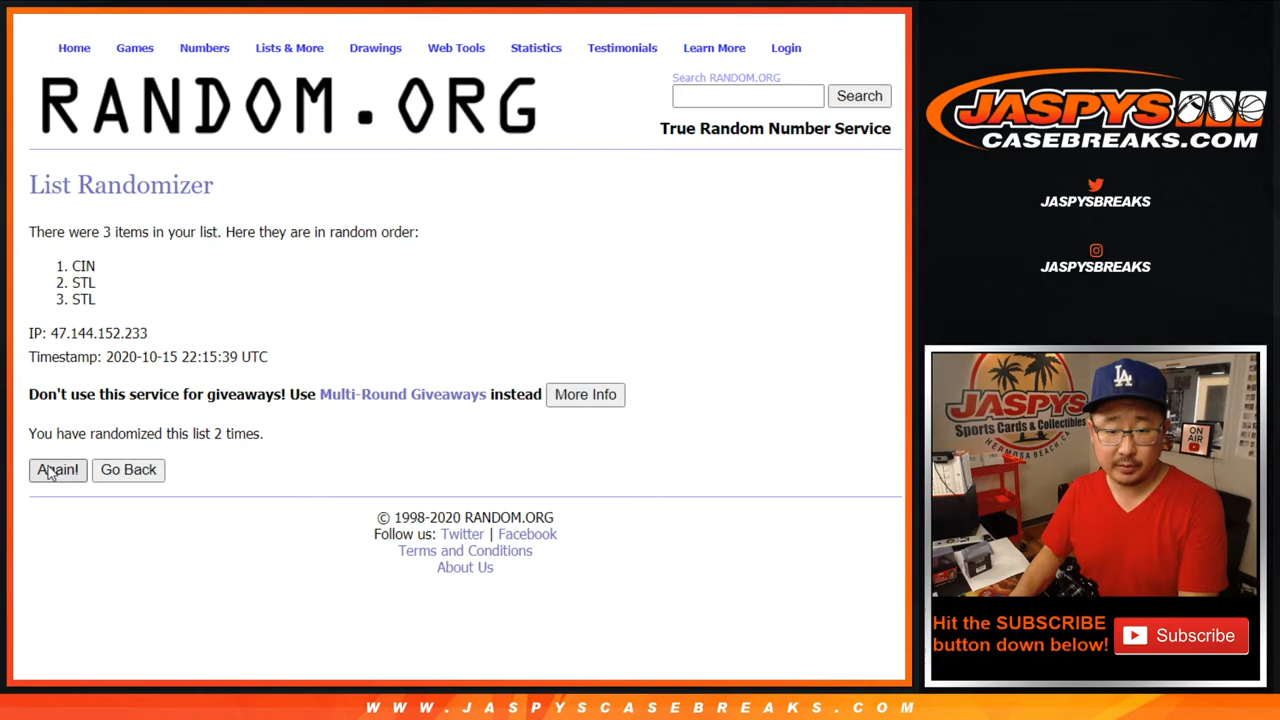 Home Games Numbers Lists & More Drawings Web Tools Statistics Testimonials Learn More Login
RANDOM.ORG
Search RANDOM.ORG
Search
True Random Number Service
List Randomizer
There were 3 items in your list. Here they are in random order:
1. CIN
2. STL
3. STL
IP: 47.144.152.233
Timestamp: 2020-10-15 22:15:39 UTC
Don't use this service for giveaways! Use Multi-Round Giveaways instead More Info
You have randomized this list 2 times.
Again! Go Back
© 1998-2020 RANDOM.ORG
Follow us: Twitter | Facebook
Terms and Conditions
About Us
JASPYS
CASEBREAKS.COM
JASPYSBREAKS
JASPYSBREAKS
JASPYS
Sports Cards & Collectibles
HERMOSA BEACH, CA
ON
AIR
LA
Hit the SUBSCRIBE
button down below!
Subscribe
WWW.JASPYSCASEBREAKS.COM